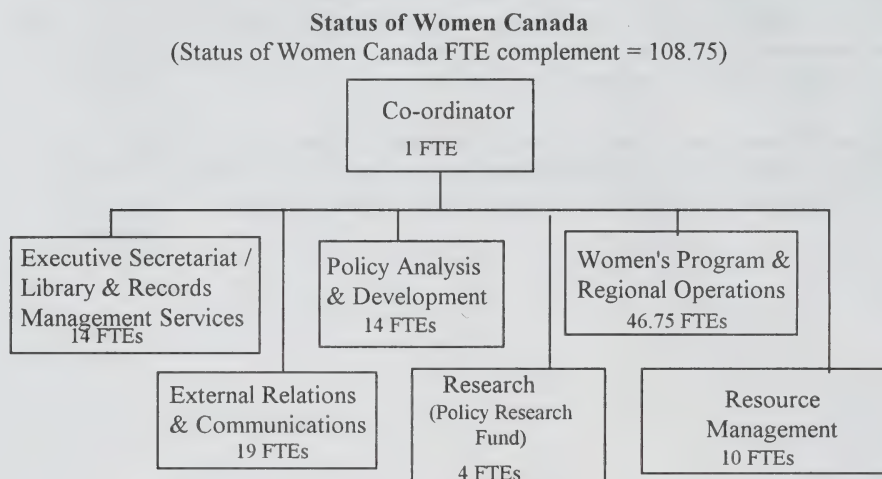 Status of Women Canada
(Status of Women Canada FTE complement = 108.75)
Co-ordinator
1 FTE
Executive Secretariat /
Library & Records
Management Services
14 FTEs
Policy Analysis
& Development
14 FTEs
Women's Program &
Regional Operations
46.75 FTEs
External Relations
& Communications
19 FTEs
Research
(Policy Research
Fund)
4 FTEs
Resource
Management
10 FTEs